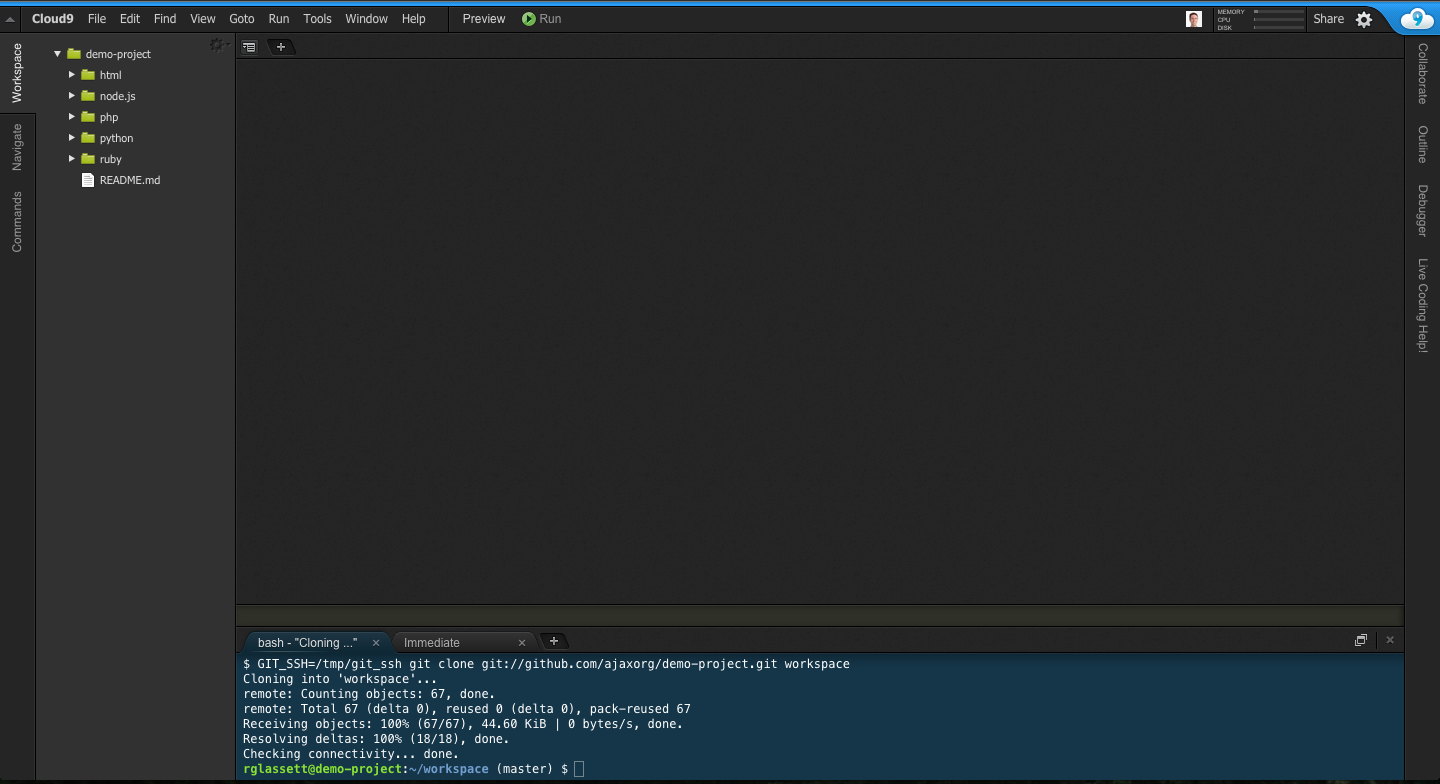 Cloud9 File Edit Find View Goto Run Tools Window Help Preview Run MEMORY CPU DISK Share 9
Workspace
Navigate
Commands
demo-project
html
node.js
php
python
ruby
README.md
Collaborate
Outline
Debugger
Live Coding Help!
bash - "Cloning ..." Immediate
$ GIT_SSH=/tmp/git_ssh git clone git://github.com/ajaxorg/demo-project.git workspace
Cloning into 'workspace'...
remote: Counting objects: 67, done.
remote: Total 67 (delta 0), reused 0 (delta 0), pack-reused 67
Receiving objects: 100% (67/67), 44.60 KiB | 0 bytes/s, done.
Resolving deltas: 100% (18/18), done.
Checking connectivity... done.
rglassett@demo-project:~/workspace (master) $